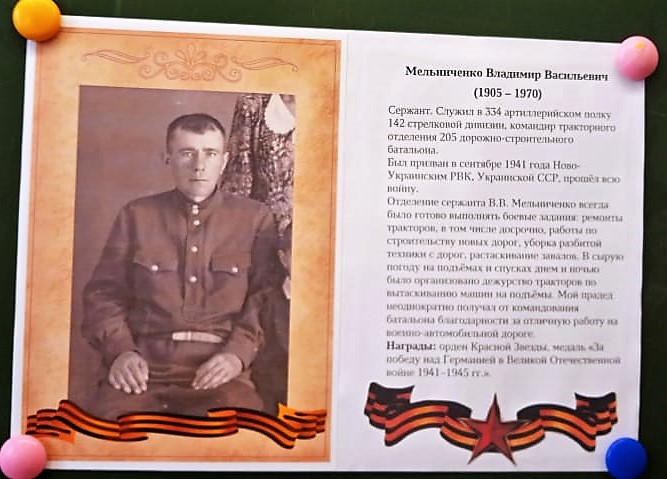 Мельниченко Владимир Васильевич
(1905 – 1970)
Сержант. Служил в 334 артиллерийском полку
142 стрелковой дивизии, командир тракторного
отделения 205 дорожно-строительного
батальона.
Был призван в сентябре 1941 года Ново-
Украинским РВК, Украинской ССР, прошёл всю
войну.
Отделение сержанта В.В. Мельниченко всегда
было готово выполнять боевые задания: ремонты
тракторов, в том числе досрочно, работы по
строительству новых дорог, уборка разбитой
техники с дорог, растаскивание завалов. В сырую
погоду на подъёмах и спусках днем и ночью
было организовано дежурство тракторов по
вытаскиванию машин на подъёмы. Мой прадед
неоднократно получал от командования
батальона благодарности за отличную работу на
военно-автомобильной дороге.
Награды: орден Красной Звезды, медаль «За
победу над Германией в Великой Отечественной
войне 1941–1945 гг.».